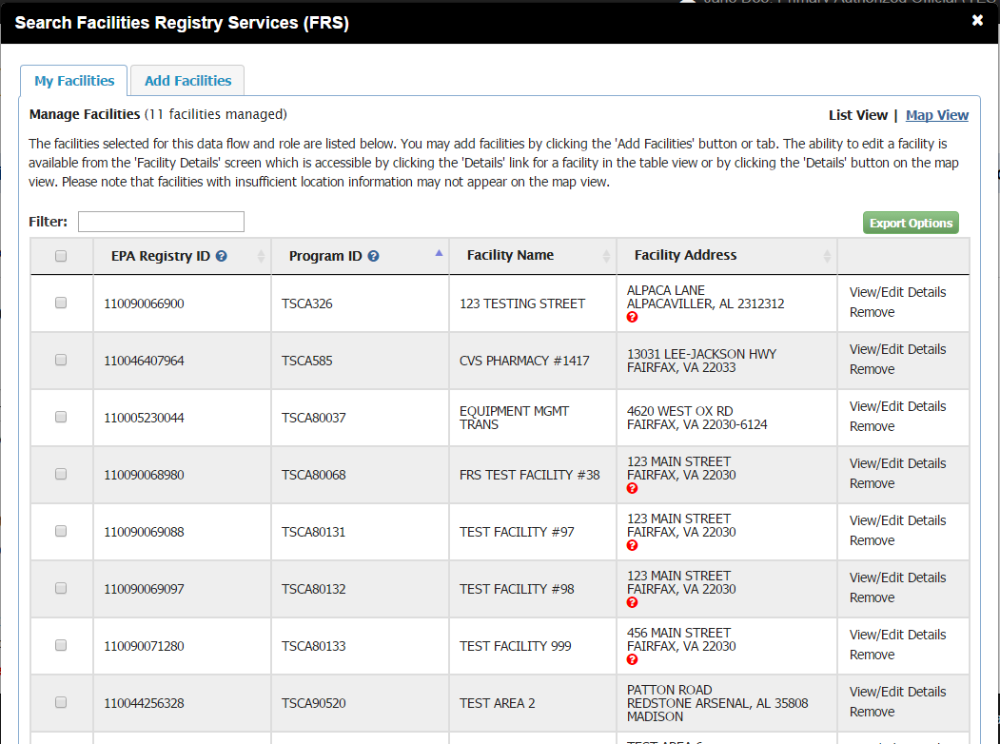 Search Facilities Registry Services (FRS)
My Facilities
Add Facilities
Manage Facilities (11 facilities managed)
List View | Map View
The facilities selected for this data flow and role are listed below. You may add facilities by clicking the 'Add Facilities' button or tab. The ability to edit a facility is
available from the 'Facility Details' screen which is accessible by clicking the 'Details' link for a facility in the table view or by clicking the 'Details' button on the map
view. Please note that facilities with insufficient location information may not appear on the map view.
Filter:
Export Options
EPA Registry ID
Program ID
Facility Name
Facility Address
110090066900
TSCA326
123 TESTING STREET
ALPACA LANE
ALPACAVILLER, AL 2312312
View/Edit Details
Remove
110046407964
TSCA585
CVS PHARMACY #1417
13031 LEE-JACKSON HWY
FAIRFAX, VA 22033
View/Edit Details
Remove
110005230044
TSCA80037
EQUIPMENT MGMT
TRANS
4620 WEST OX RD
FAIRFAX, VA 22030-6124
View/Edit Details
Remove
110090068980
TSCA80068
FRS TEST FACILITY #38
123 MAIN STREET
FAIRFAX, VA 22030
View/Edit Details
Remove
110090069088
TSCA80131
TEST FACILITY #97
123 MAIN STREET
FAIRFAX, VA 22030
View/Edit Details
Remove
110090069097
TSCA80132
TEST FACILITY #98
123 MAIN STREET
FAIRFAX, VA 22030
View/Edit Details
Remove
110090071280
TSCA80133
TEST FACILITY 999
456 MAIN STREET
FAIRFAX, VA 22030
View/Edit Details
Remove
110044256328
TSCA90520
TEST AREA 2
PATTON ROAD
REDSTONE ARSENAL, AL 35808
MADISON
View/Edit Details
Remove